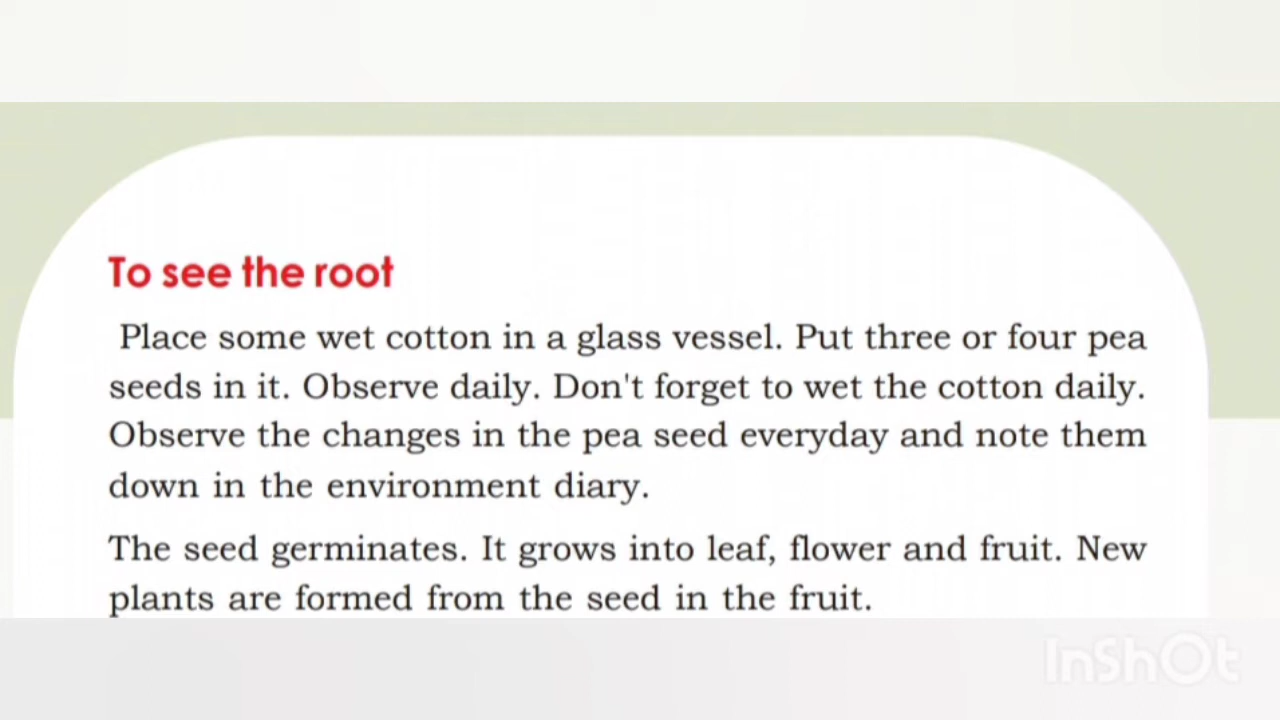 To see the root
Place some wet cotton in a glass vessel. Put three or four pea
seeds in it. Observe daily. Don't forget to wet the cotton daily.
Observe the changes in the pea seed everyday and note them
down in the environment diary.
The seed germinates. It grows into leaf, flower and fruit. New
plants are formed from the seed in the fruit.
InShOt